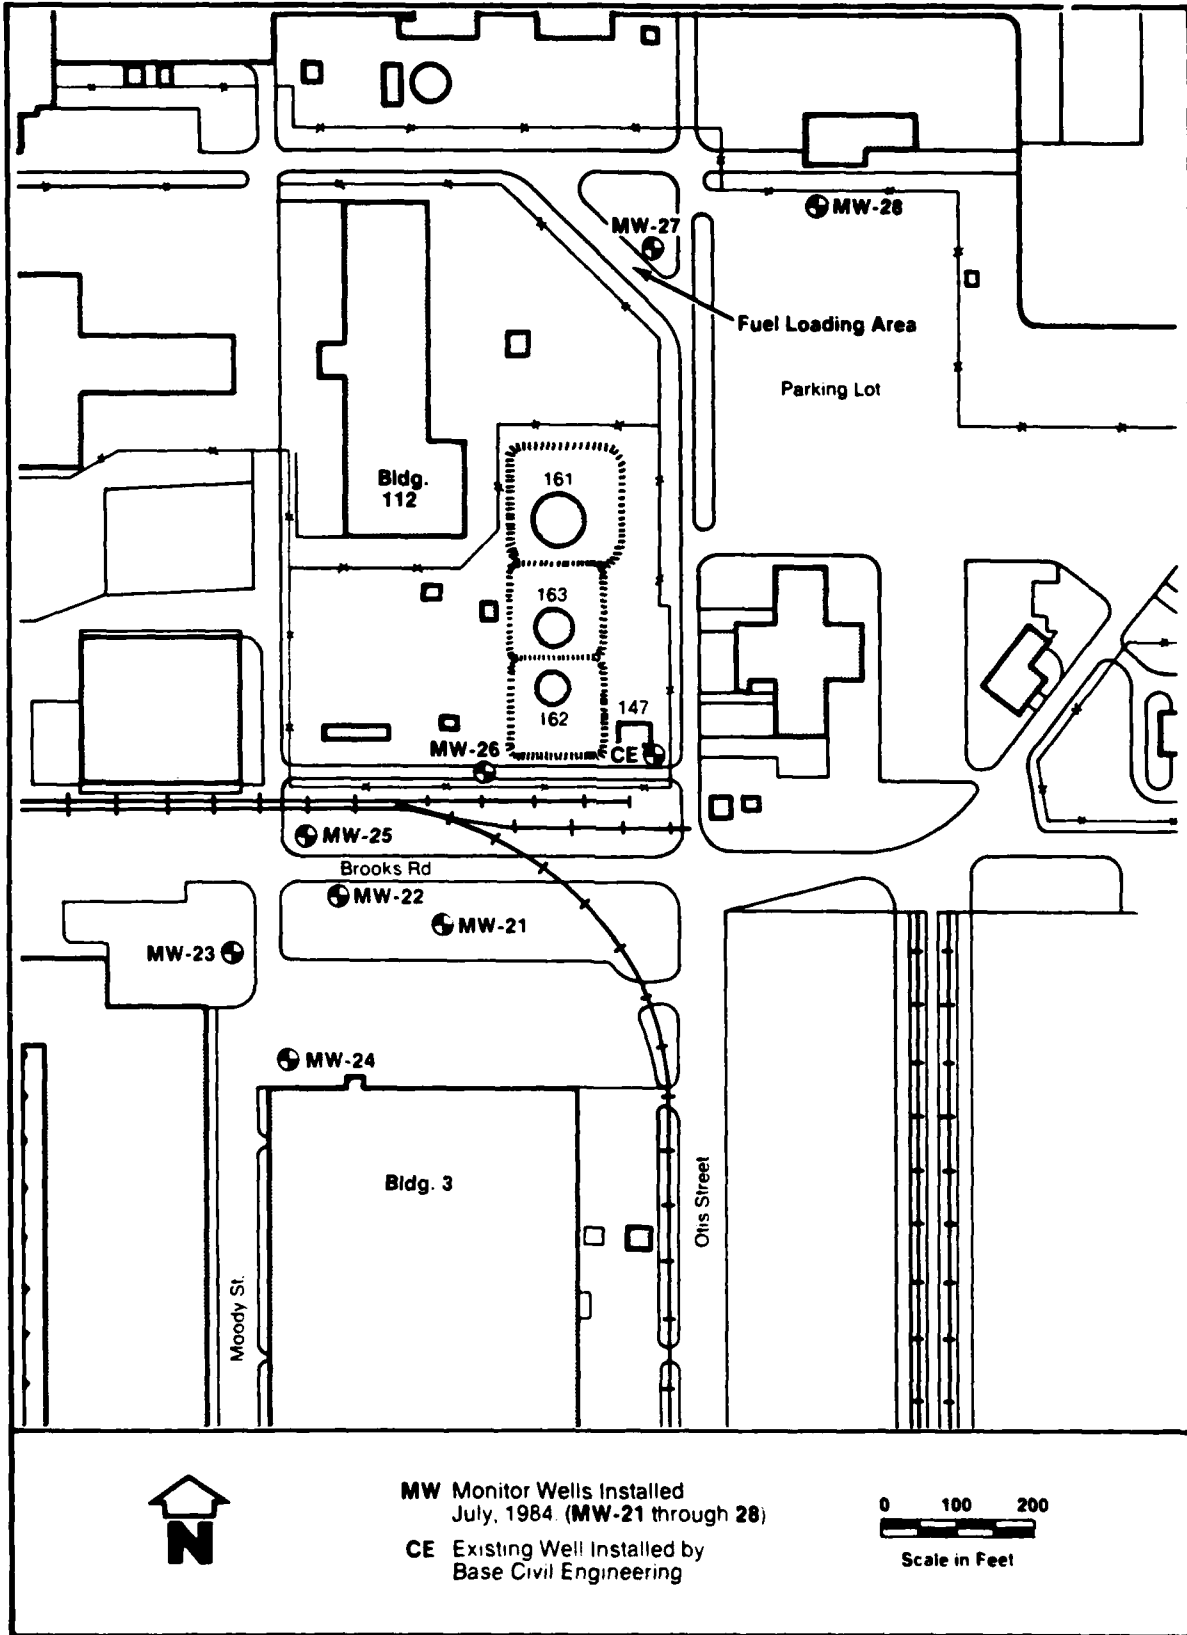 MW-28
MW-27
Fuel Loading Area
Parking Lot
161
Bldg.
112
163
162
147
MW-26
CE
MW-25
Brooks Rd
MW-22
MW-21
MW-23
MW-24
Bldg. 3
Otis Street
Moody St.
N
MW Monitor Wells Installed
July, 1984. (MW-21 through 28)
CE Existing Well Installed by
Base Civil Engineering
0 100 200
Scale in Feet